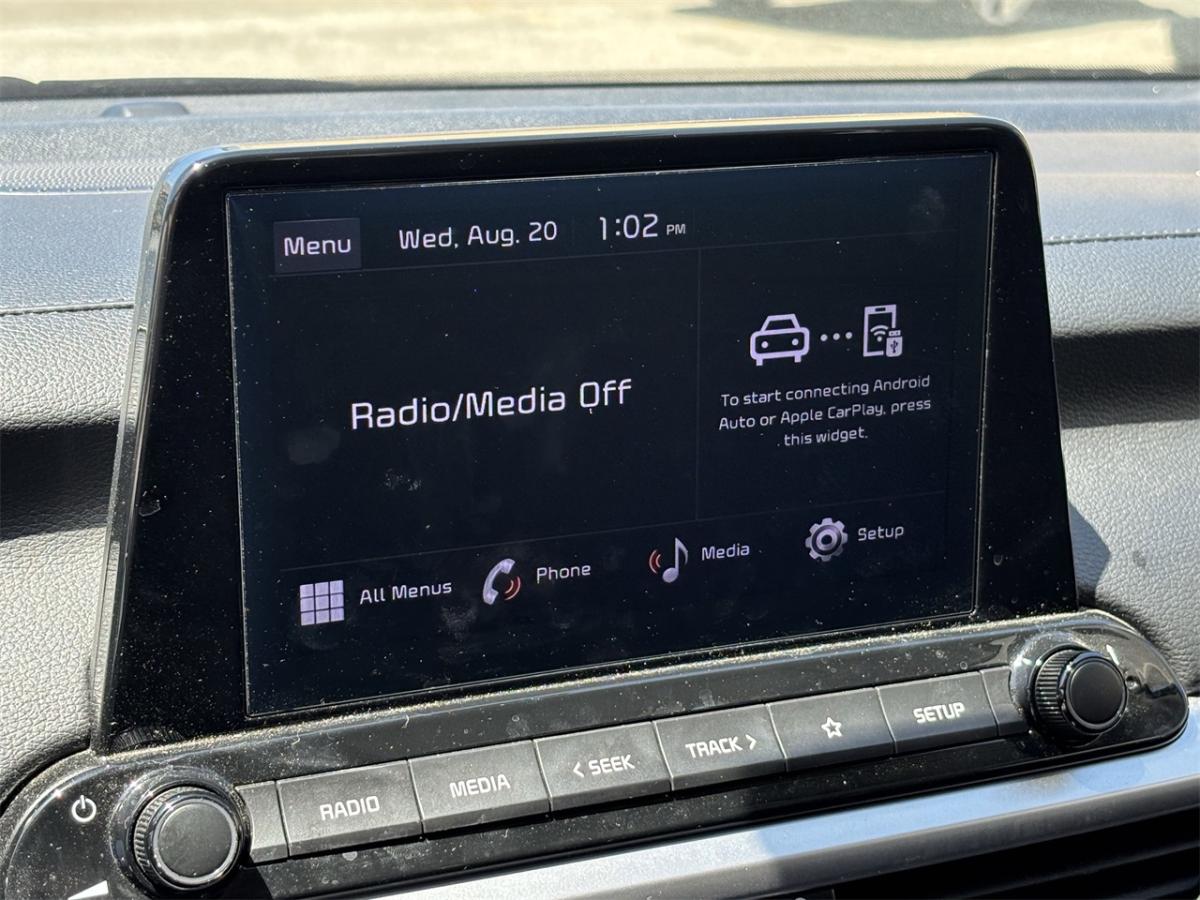 Menu
Wed, Aug. 20
1:02 PM
Radio/Media Off
To start connecting Android
Auto or Apple CarPlay, press
this widget.
All Menus
Phone
Media
Setup
RADIO
MEDIA
< SEEK
TRACK >
SETUP